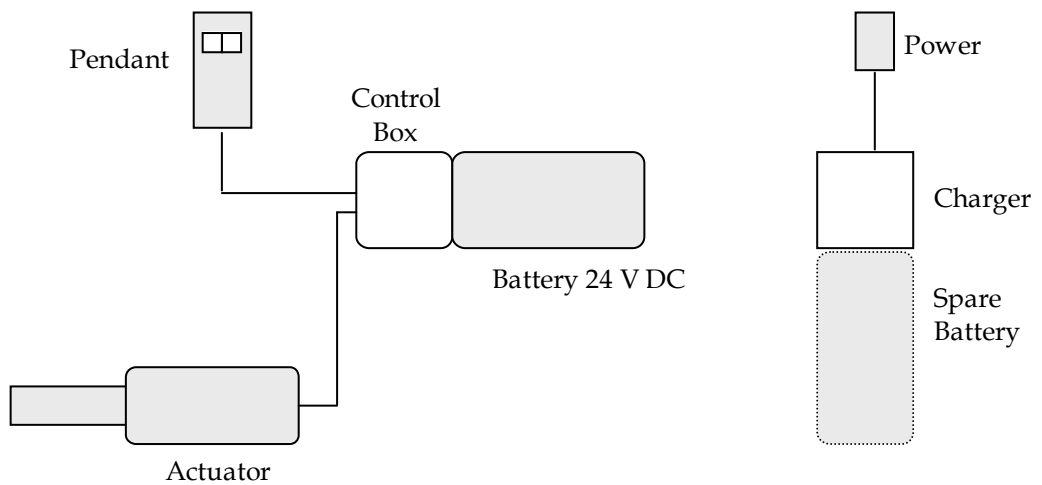 Pendant
Control
Box
Battery 24 V DC
Actuator
Power
Charger
Spare
Battery